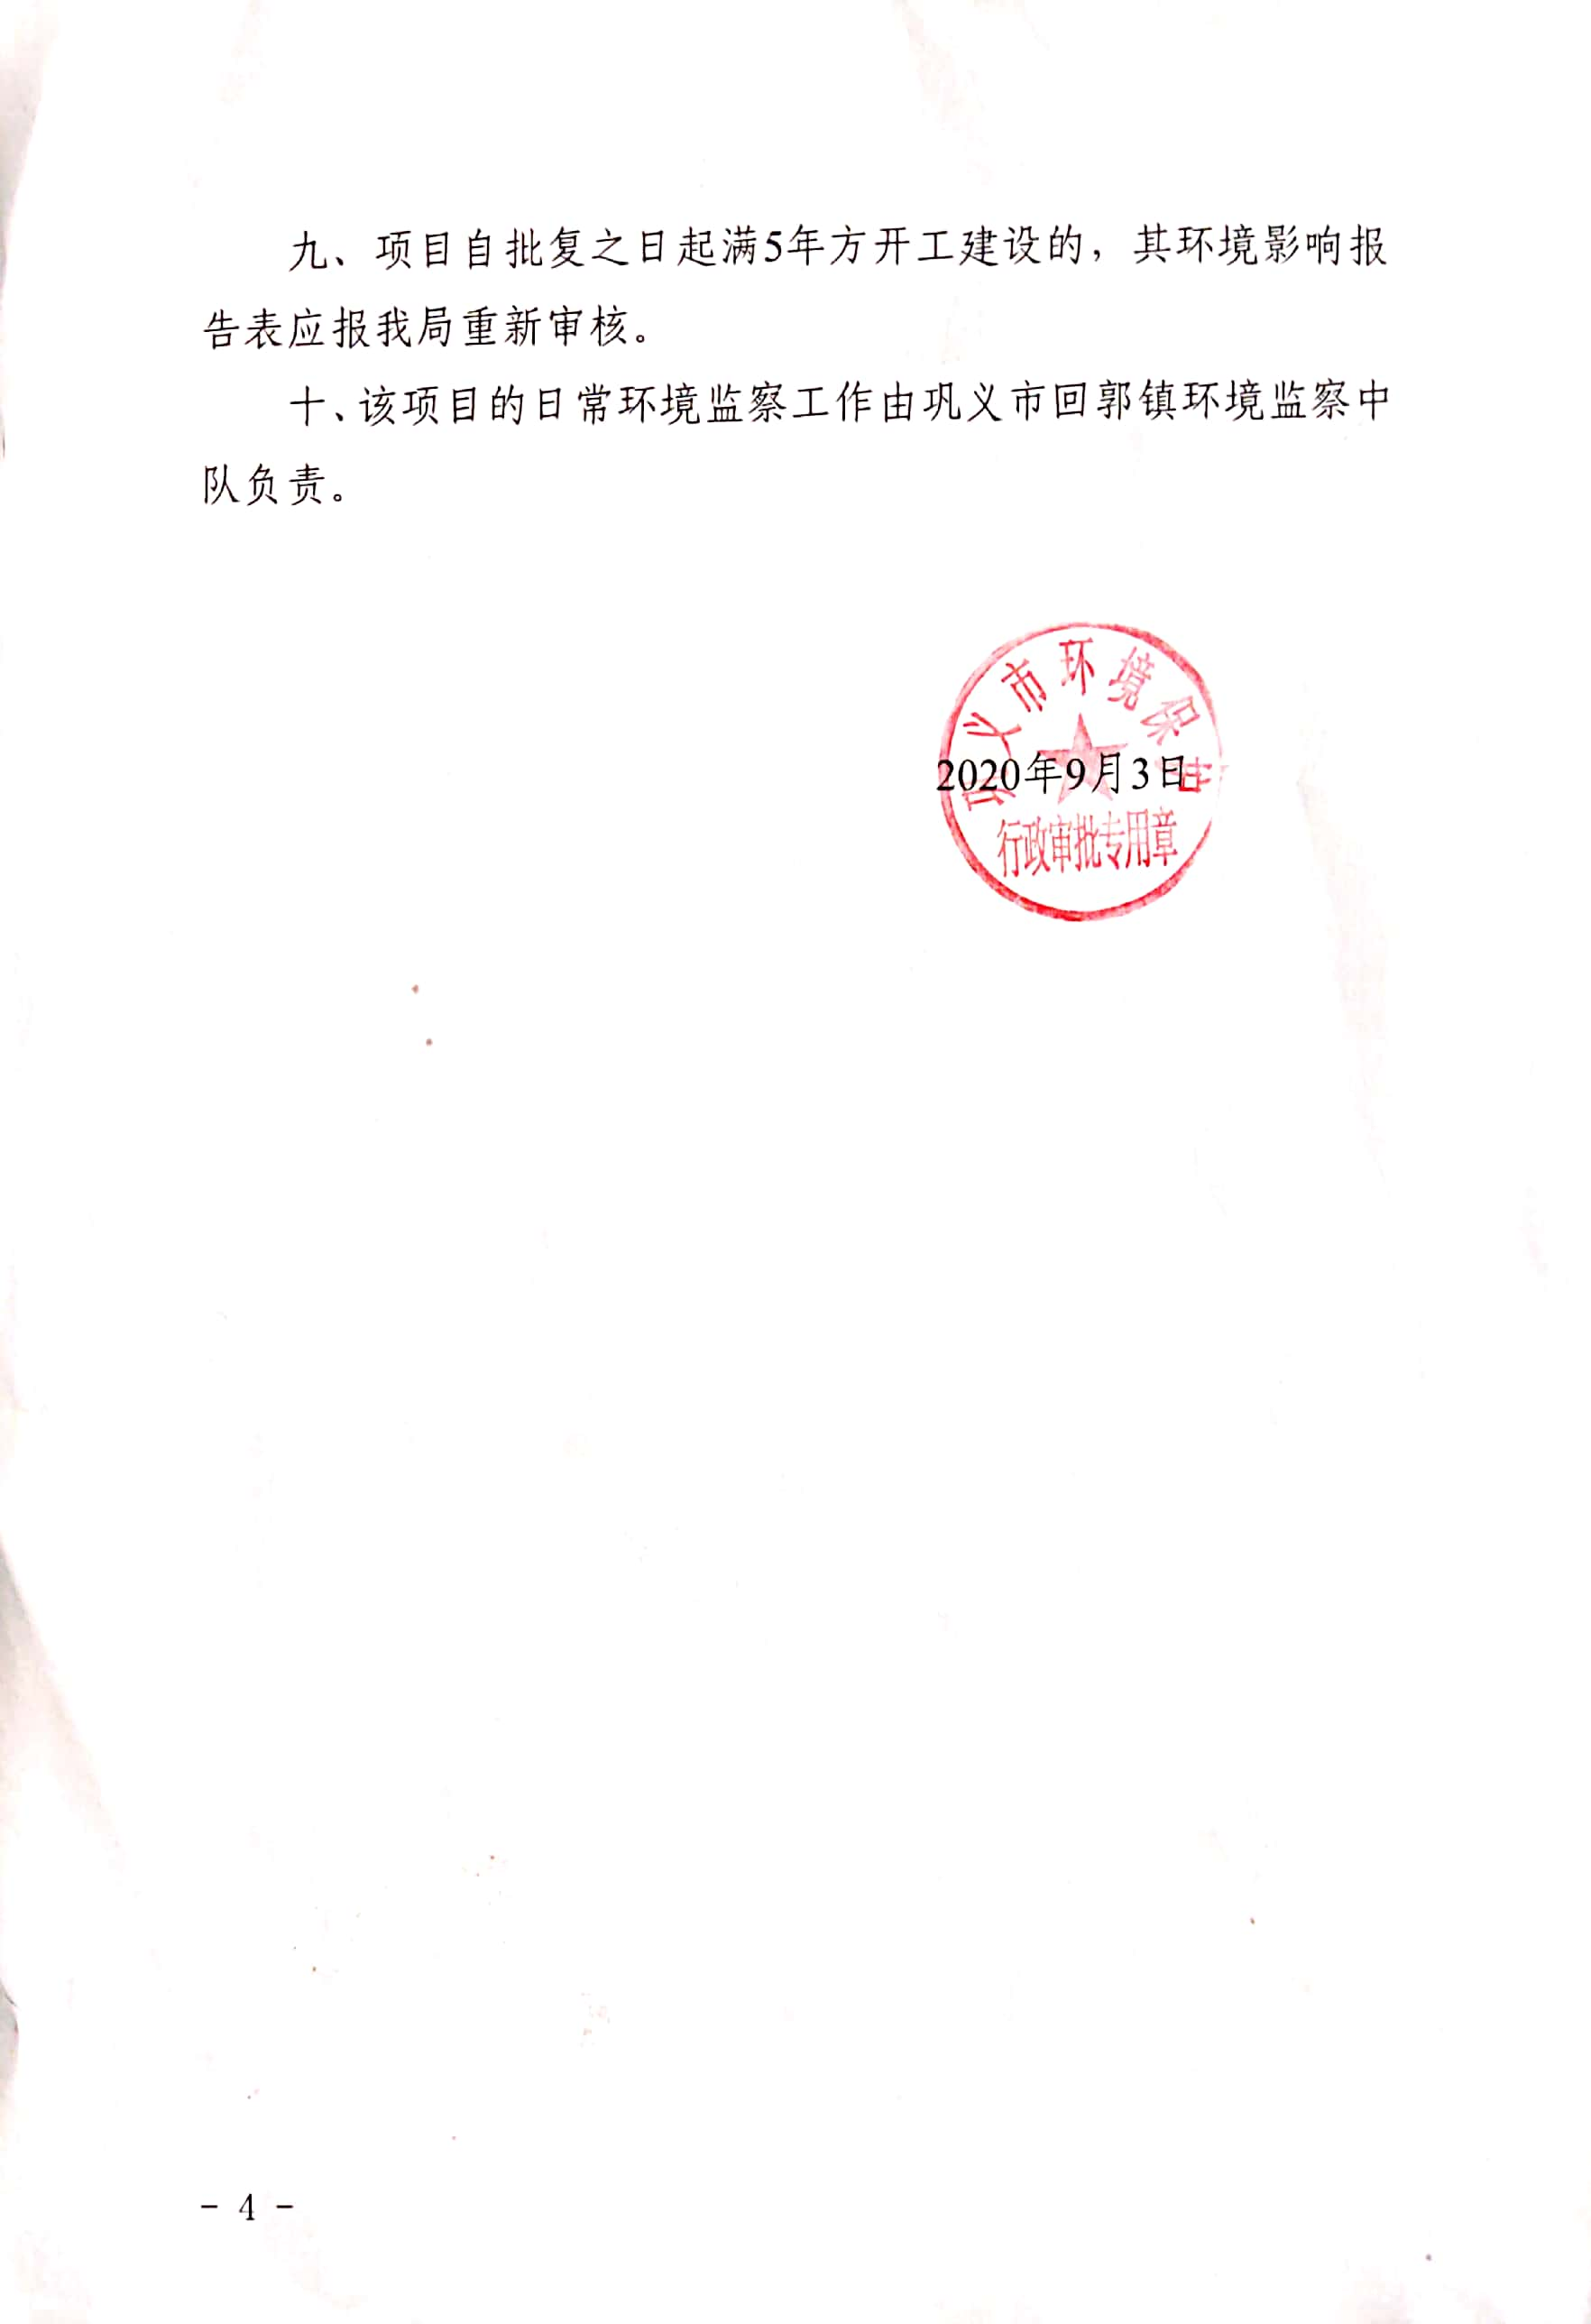 九、项目自批复之日起满5年方开工建设的，其环境影响报
告表应报我局重新审核。
十、该项目的日常环境监察工作由巩义市回郭镇环境监察中
队负责。
巩义市环境保
2020年9月3日
行政审批专用章
- 4 -